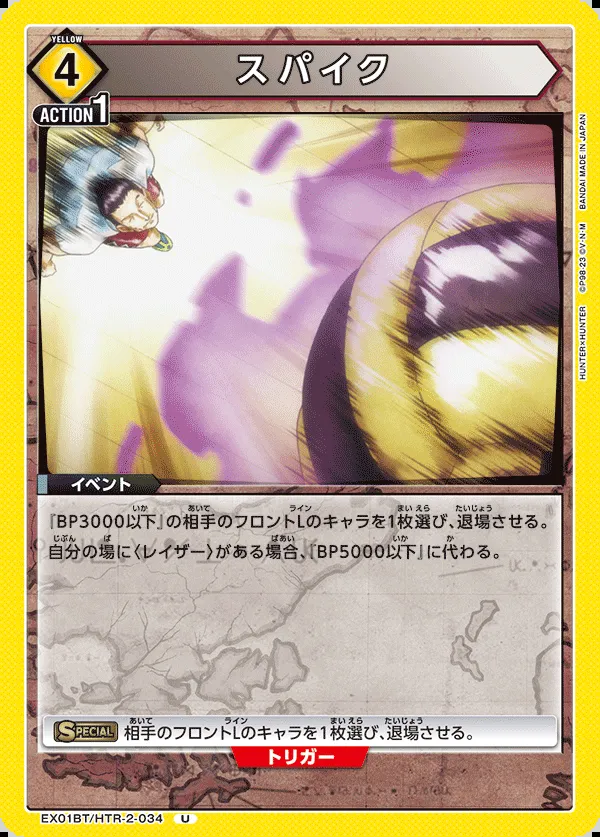 YELLOW
4
スパイク
ACTION 1
HUNTER×HUNTER ©P98-23 ©V・N・M BANDAI MADE IN JAPAN
イベント
『BP3000以下』の相手のフロントLのキャラを1枚選び、退場させる。
自分の場に〈レイザー〉がある場合、『BP5000以下』に代わる。
SPECIAL 相手のフロントLのキャラを1枚選び、退場させる。
トリガー
EX01BT/HTR-2-034 U